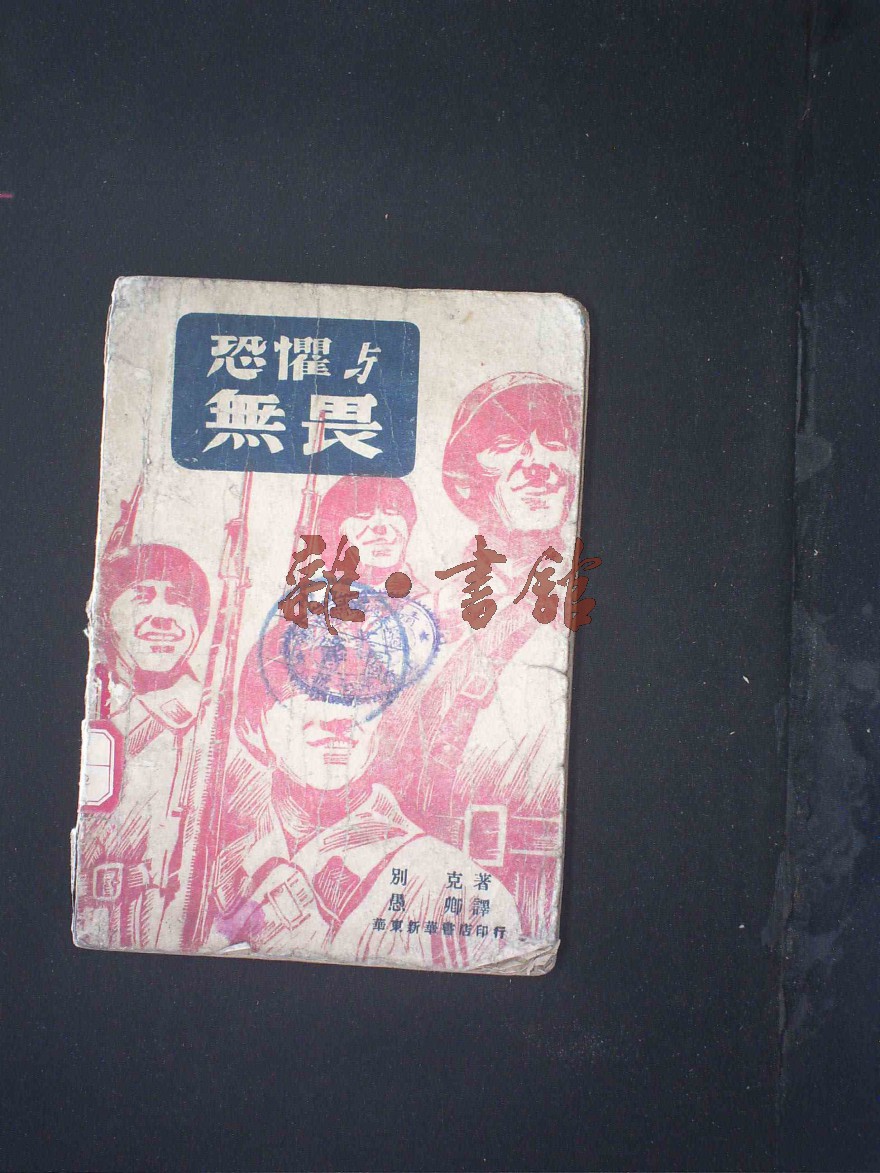 恐懼与
無畏
雜·書館
別克著
愚卿譯
華東新華書店印行